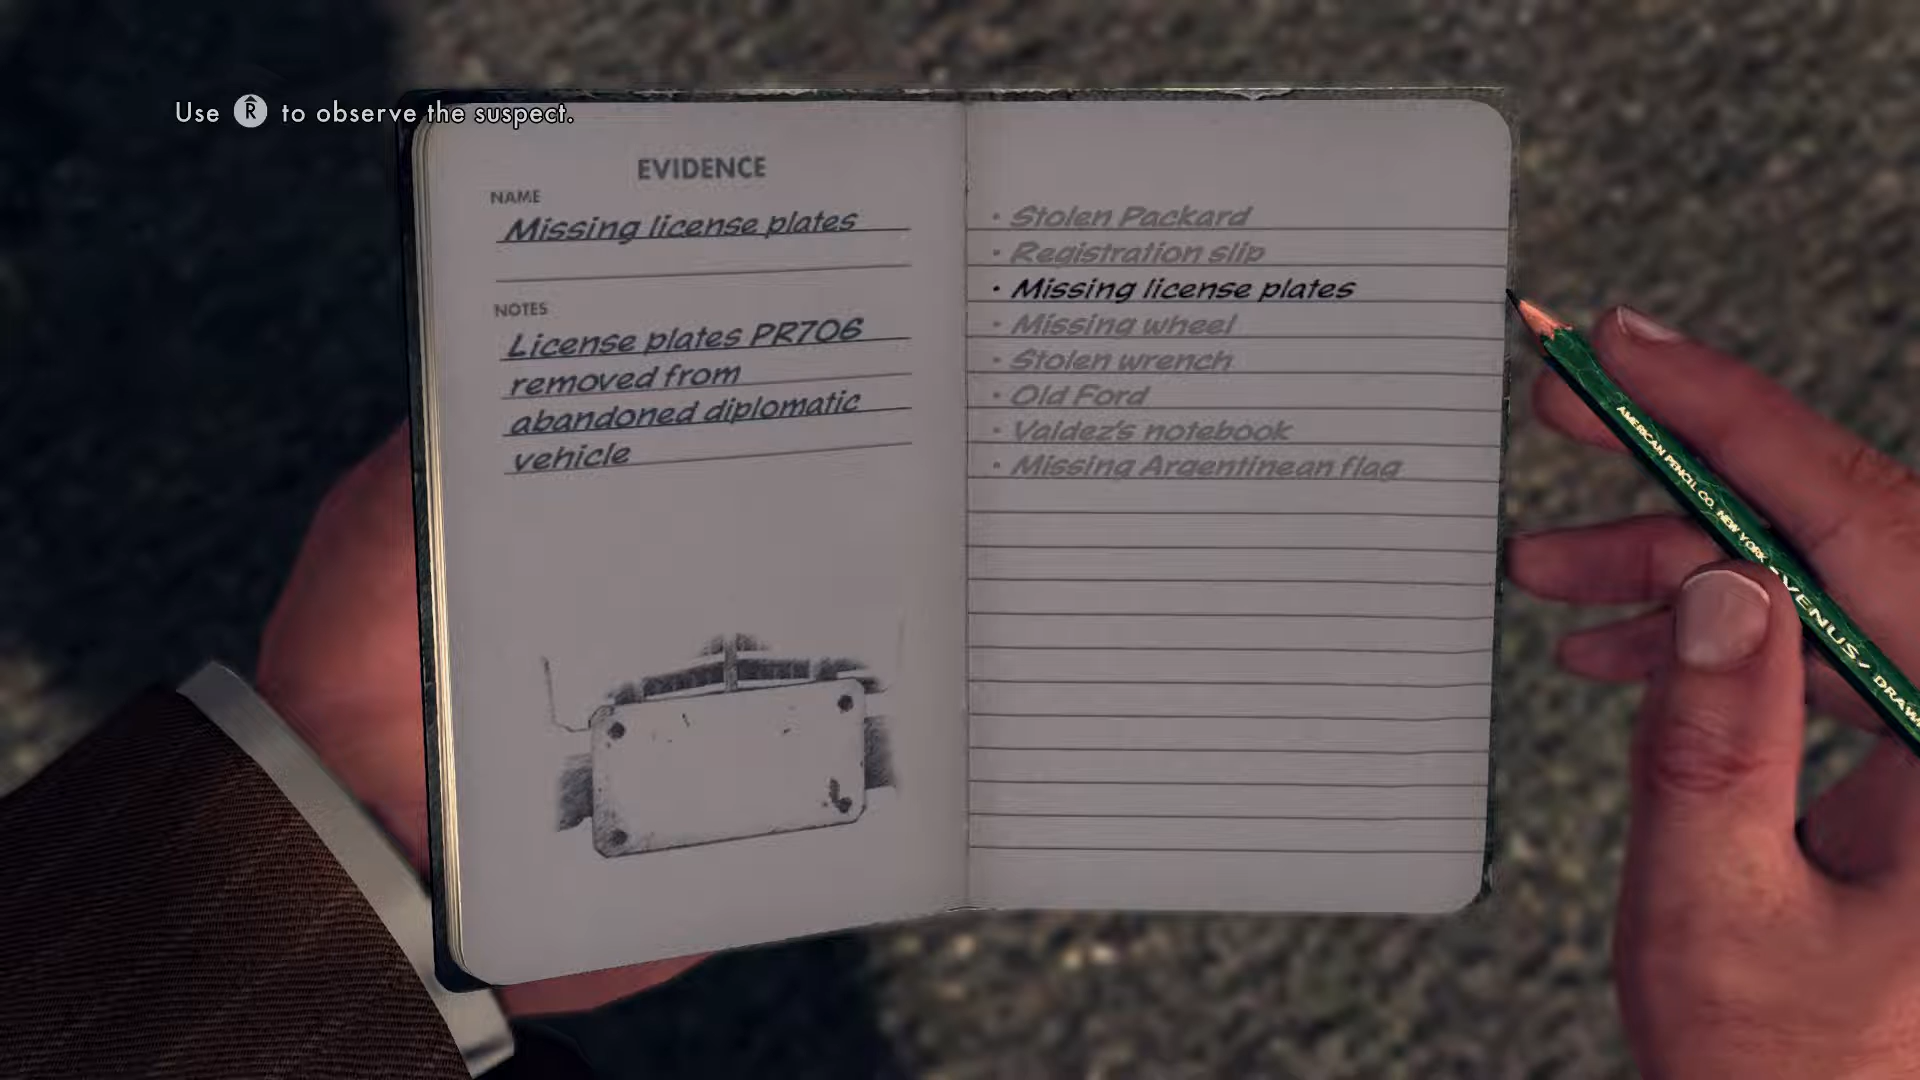 Use R to observe the suspect.
EVIDENCE
NAME
Missing license plates
NOTES
License plates PR706
removed from
abandoned diplomatic
vehicle
• Stolen Packard
• Registration slip
• Missing license plates
• Missing wheel
• Stolen wrench
• Old Ford
• Valdez's notebook
• Missing Argentinean flag
AMERICAN PENCIL CO. NEW YORK VENUS DRAW